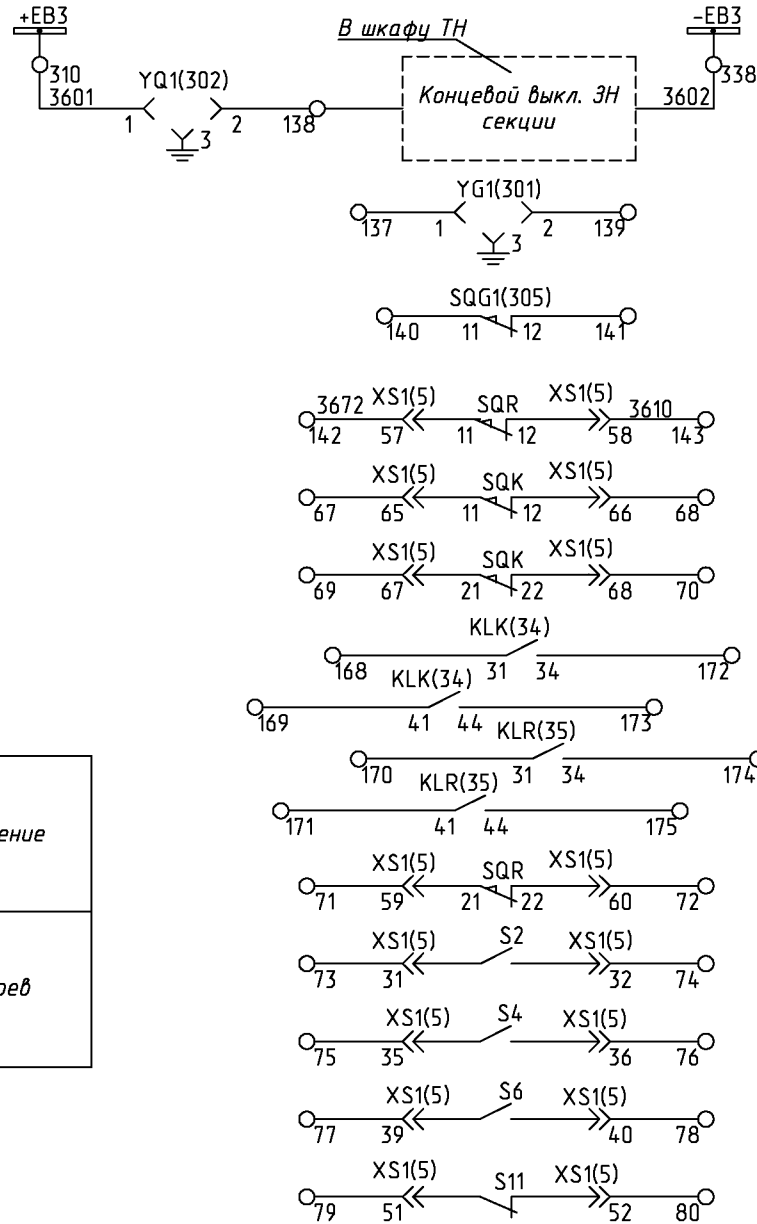 +ЕВ3 -ЕВ3
В шкафу ТН
310 338
YQ1(302)
3601 3602
Концевой выкл. ЗН
секции
1 3 2 138
YG1(301)
137 1 3 2 139
SQG1(305)
140 11 12 141
XS1(5) SQR XS1(5)
3672 3610
142 57 11 12 58 143
XS1(5) SQK XS1(5)
67 65 11 12 66 68
XS1(5) SQK XS1(5)
69 67 21 22 68 70
KLK(34)
168 31 34 172
KLK(34)
169 41 44 173
KLR(35)
170 31 34 174
KLR(35)
171 41 44 175
ение
XS1(5) SQR XS1(5)
71 59 21 22 60 72
XS1(5) S2 XS1(5)
73 31 32 74
рев
XS1(5) S4 XS1(5)
75 35 36 76
XS1(5) S6 XS1(5)
77 39 40 78
XS1(5) S11 XS1(5)
79 51 52 80